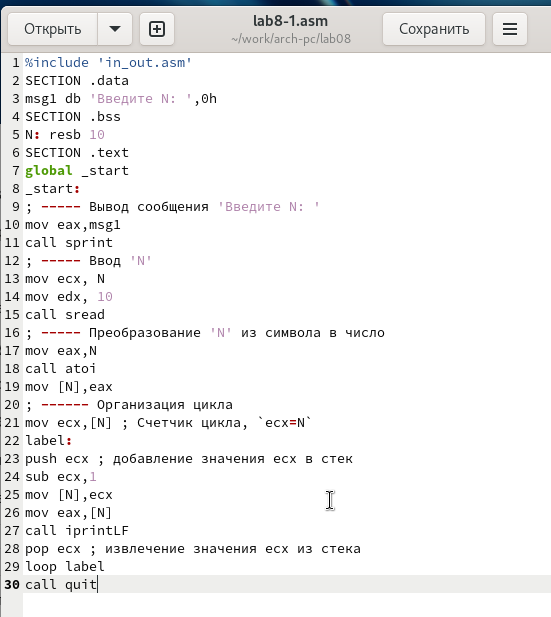 lab8-1.asm
Открыть
~/work/arch-pc/lab08
Сохранить
1 %include 'in_out.asm'
2 SECTION .data
3 msg1 db 'Введите N: ',0h
4 SECTION .bss
5 N: resb 10
6 SECTION .text
7 global _start
8 _start:
9 ; ----- Вывод сообщения 'Введите N: '
10 mov eax,msg1
11 call sprint
12 ; ----- Ввод 'N'
13 mov ecx, N
14 mov edx, 10
15 call sread
16 ; ----- Преобразование 'N' из символа в число
17 mov eax,N
18 call atoi
19 mov [N],eax
20 ; ------ Организация цикла
21 mov ecx,[N] ; Счетчик цикла, `ecx=N`
22 label:
23 push ecx ; добавление значения ecx в стек
24 sub ecx,1
25 mov [N],ecx
26 mov eax,[N]
27 call iprintLF
28 pop ecx ; извлечение значения ecx из стека
29 loop label
30 call quit